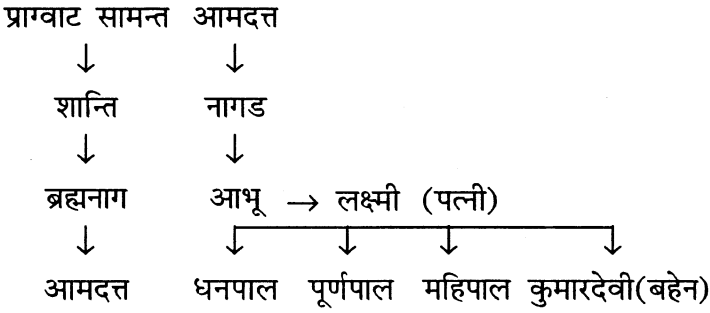 प्राग्वाट सामन्त आमदत्त
↓ ↓
शान्ति नागड
↓ ↓
ब्रह्मनाग आभू → लक्ष्मी (पत्नी)
↓ ↓ ↓ ↓ ↓
आमदत्त धनपाल पूर्णपाल महिपाल कुमारदेवी(बहेन)